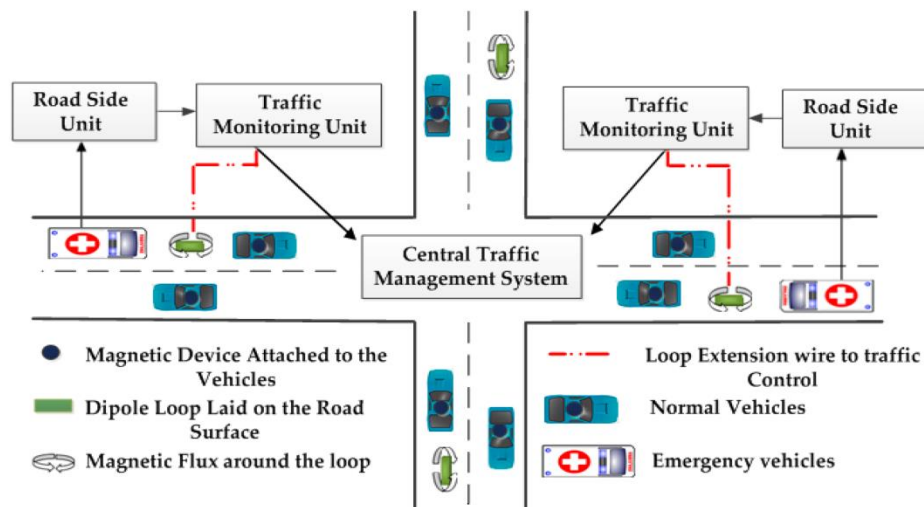 Road Side
Unit
Traffic
Monitoring Unit
Traffic
Monitoring Unit
Road Side
Unit
Central Traffic
Management System
Magnetic Device Attached to the
Vehicles
Dipole Loop Laid on the Road
Surface
Magnetic Flux around the loop
Loop Extension wire to traffic
Control
Normal Vehicles
Emergency vehicles